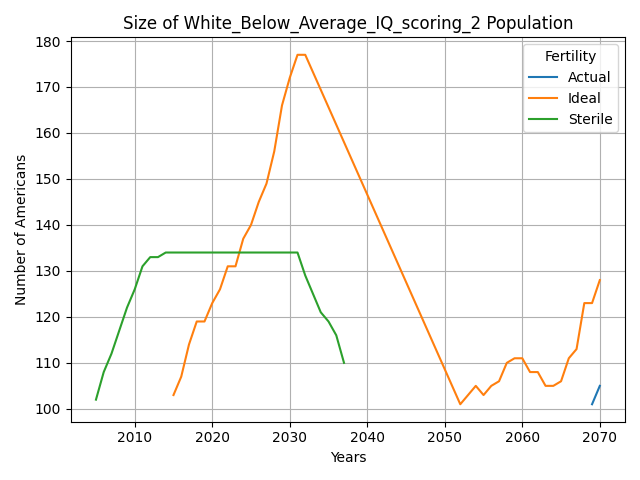 Size of White_Below_Average_IQ_scoring_2 Population
Number of Americans
180
170
160
150
140
130
120
110
100
Fertility
Actual
Ideal
Sterile
2010 2020 2030 2040 2050 2060 2070
Years